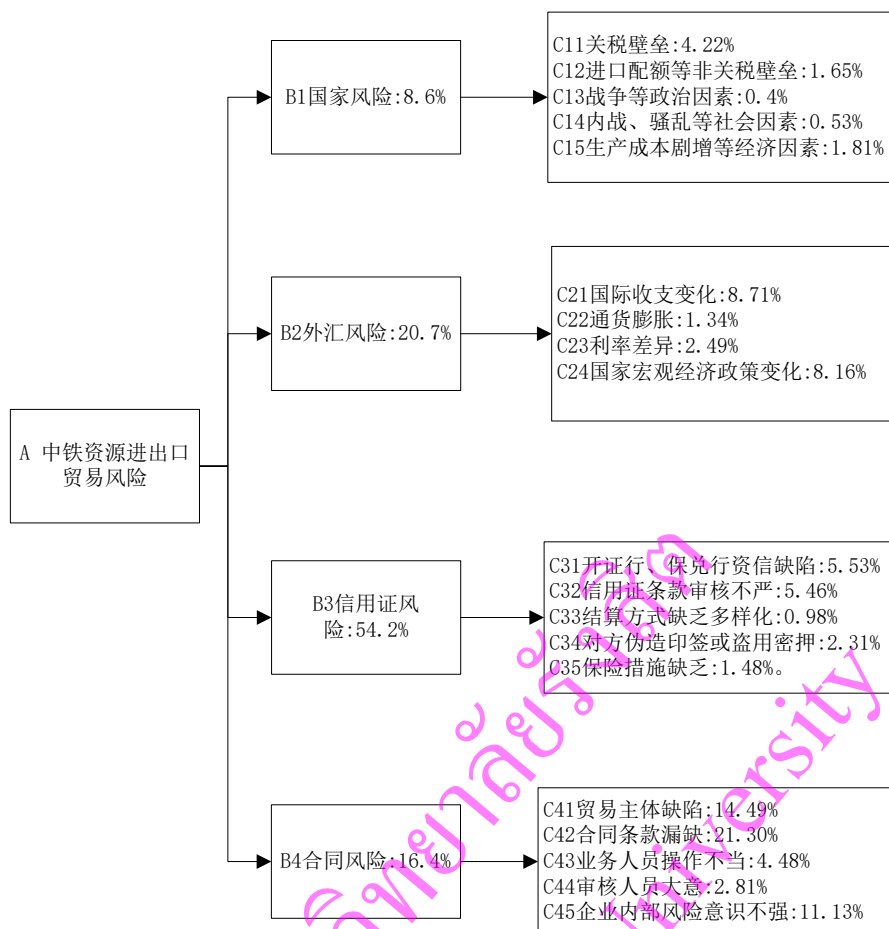 A 中铁资源进出口
贸易风险
B1国家风险:8.6%
C11关税壁垒:4.22%
C12进口配额等非关税壁垒:1.65%
C13战争等政治因素:0.4%
C14内战、骚乱等社会因素:0.53%
C15生产成本剧增等经济因素:1.81%
B2外汇风险:20.7%
C21国际收支变化:8.71%
C22通货膨胀:1.34%
C23利率差异:2.49%
C24国家宏观经济政策变化:8.16%
B3信用证风
险:54.2%
C31开证行、保兑行资信缺陷:5.53%
C32信用证条款审核不严:5.46%
C33结算方式缺乏多样化:0.98%
C34对方伪造印签或盗用密押:2.31%
C35保险措施缺乏:1.48%。
B4合同风险:16.4%
C41贸易主体缺陷:14.49%
C42合同条款漏缺:21.30%
C43业务人员操作不当:4.48%
C44审核人员大意:2.81%
C45企业内部风险意识不强:11.13%
วิทยาลัยรังสิต
University